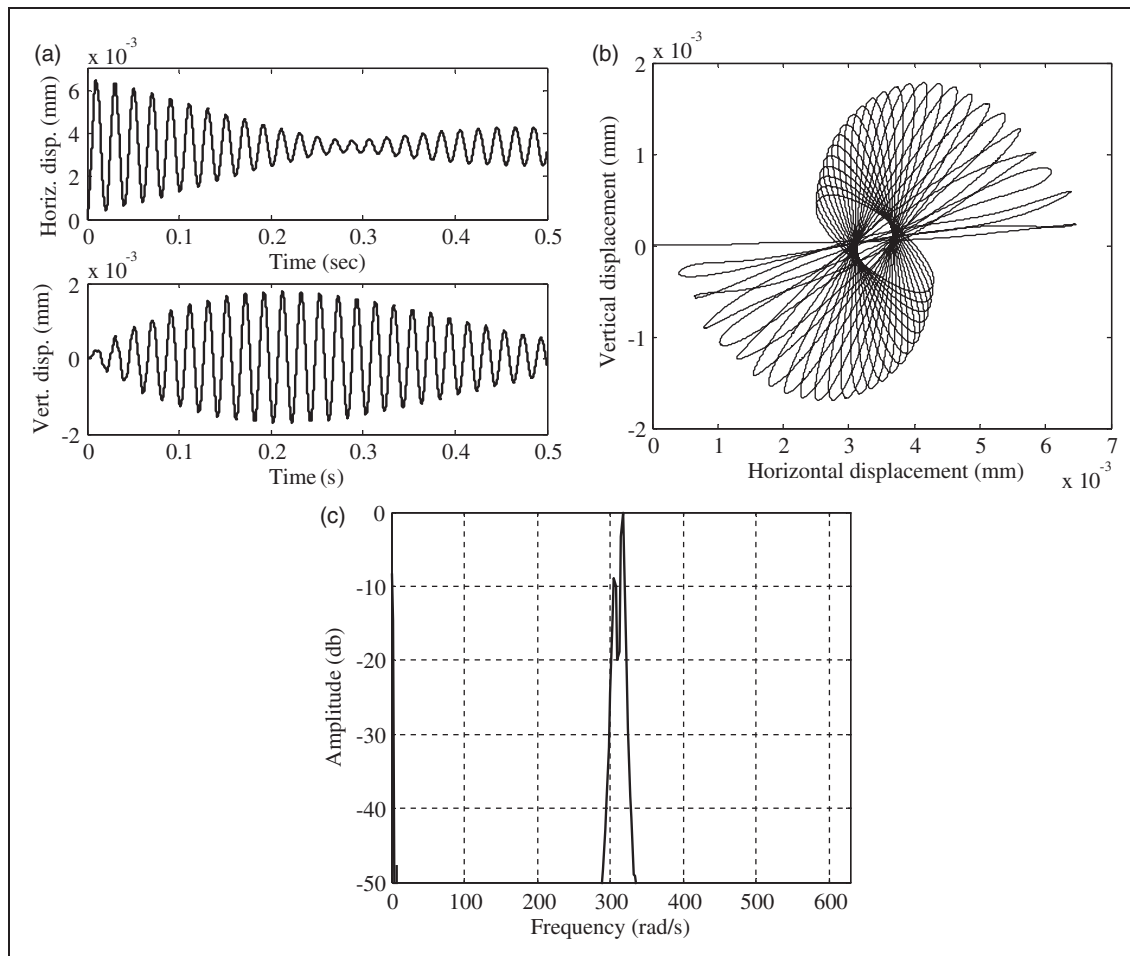 (a)
x 10⁻³
6
4
2
0
Horiz. disp. (mm)
0 0.1 0.2 0.3 0.4 0.5
Time (sec)
x 10⁻³
2
0
-2
Vert. disp. (mm)
0 0.1 0.2 0.3 0.4 0.5
Time (s)
(b)
x 10⁻³
2
1
0
-1
-2
Vertical displacement (mm)
0 1 2 3 4 5 6 7
Horizontal displacement (mm)
x 10⁻³
(c)
0
-10
-20
-30
-40
-50
Amplitude (db)
0 100 200 300 400 500 600
Frequency (rad/s)